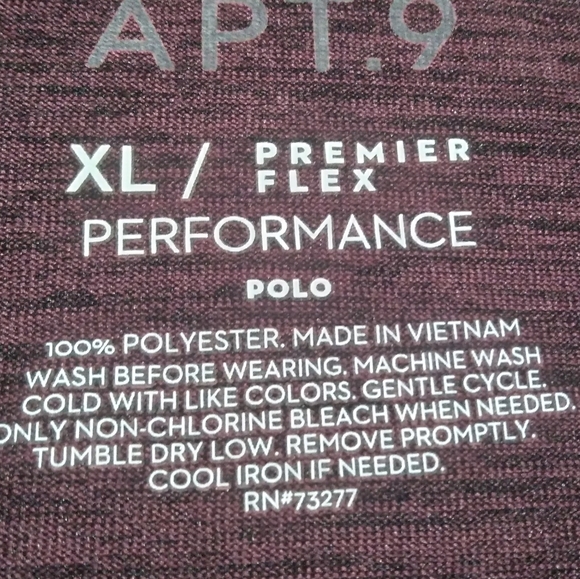 APT.9
XL / PREMIER
FLEX
PERFORMANCE
POLO
100% POLYESTER. MADE IN VIETNAM
WASH BEFORE WEARING. MACHINE WASH
COLD WITH LIKE COLORS. GENTLE CYCLE.
ONLY NON-CHLORINE BLEACH WHEN NEEDED.
TUMBLE DRY LOW. REMOVE PROMPTLY.
COOL IRON IF NEEDED.
RN#73277